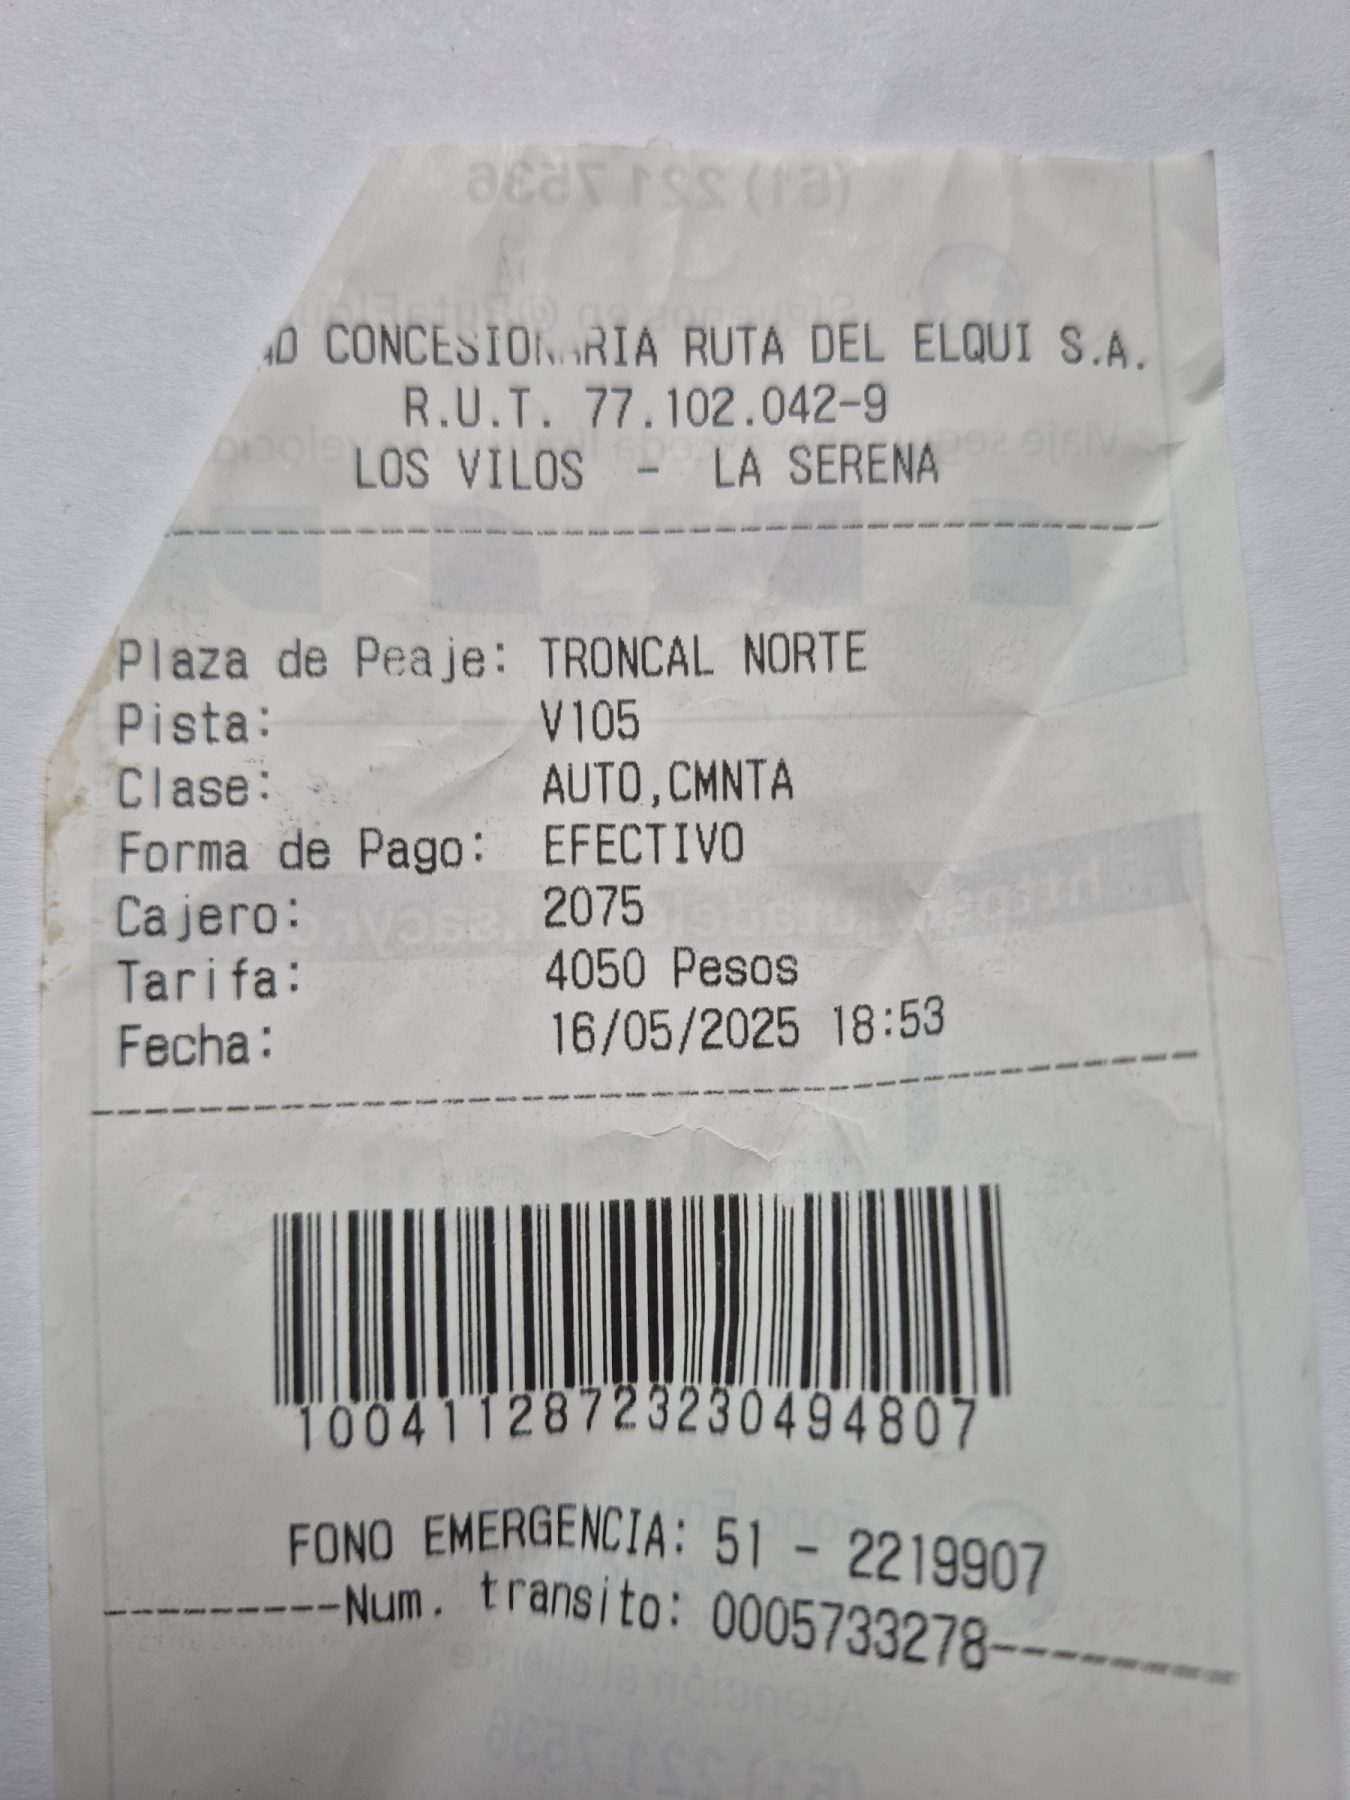 CONCESIONARIA RUTA DEL ELQUI S.A.
R.U.T. 77.102.042-9
LOS VILOS - LA SERENA
Plaza de Peaje: TRONCAL NORTE
Pista: V105
Clase: AUTO,CMNTA
Forma de Pago: EFECTIVO
Cajero: 2075
Tarifa: 4050 Pesos
Fecha: 16/05/2025 18:53
1004112872323049480​7
FONO EMERGENCIA: 51 - 2219907
---------Num. transito: 0005733278---------